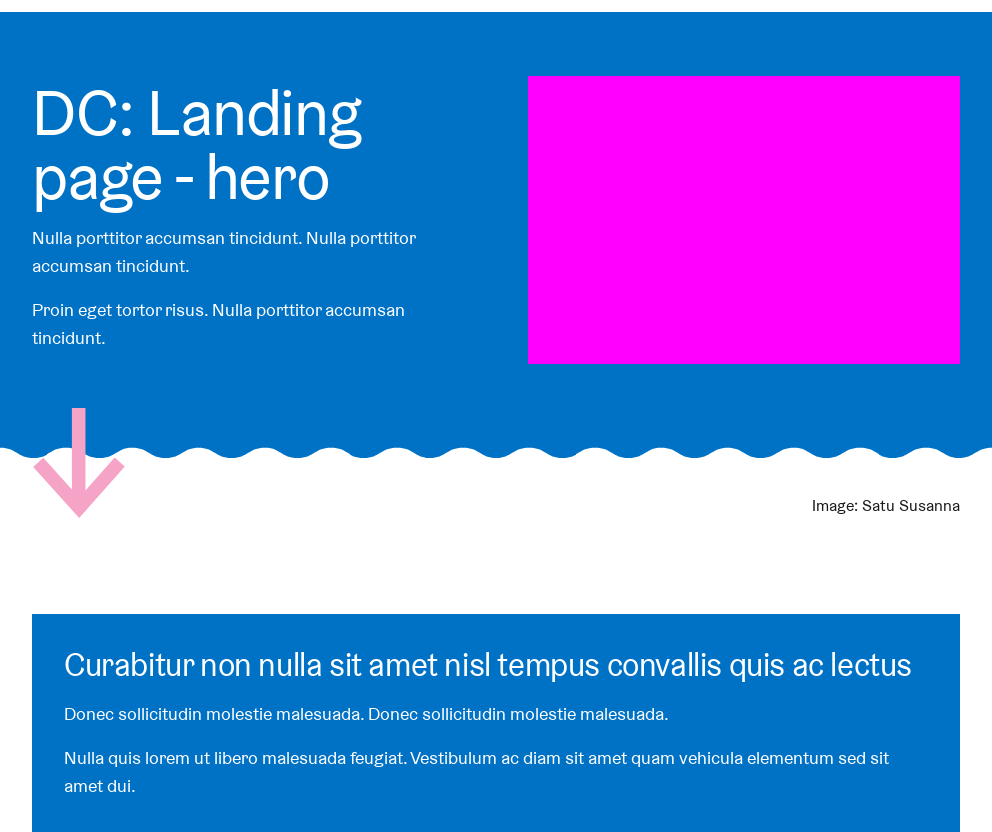 DC: Landing
page - hero
Nulla porttitor accumsan tincidunt. Nulla porttitor
accumsan tincidunt.
Proin eget tortor risus. Nulla porttitor accumsan
tincidunt.
Image: Satu Susanna
Curabitur non nulla sit amet nisl tempus convallis quis ac lectus
Donec sollicitudin molestie malesuada. Donec sollicitudin molestie malesuada.
Nulla quis lorem ut libero malesuada feugiat. Vestibulum ac diam sit amet quam vehicula elementum sed sit
amet dui.